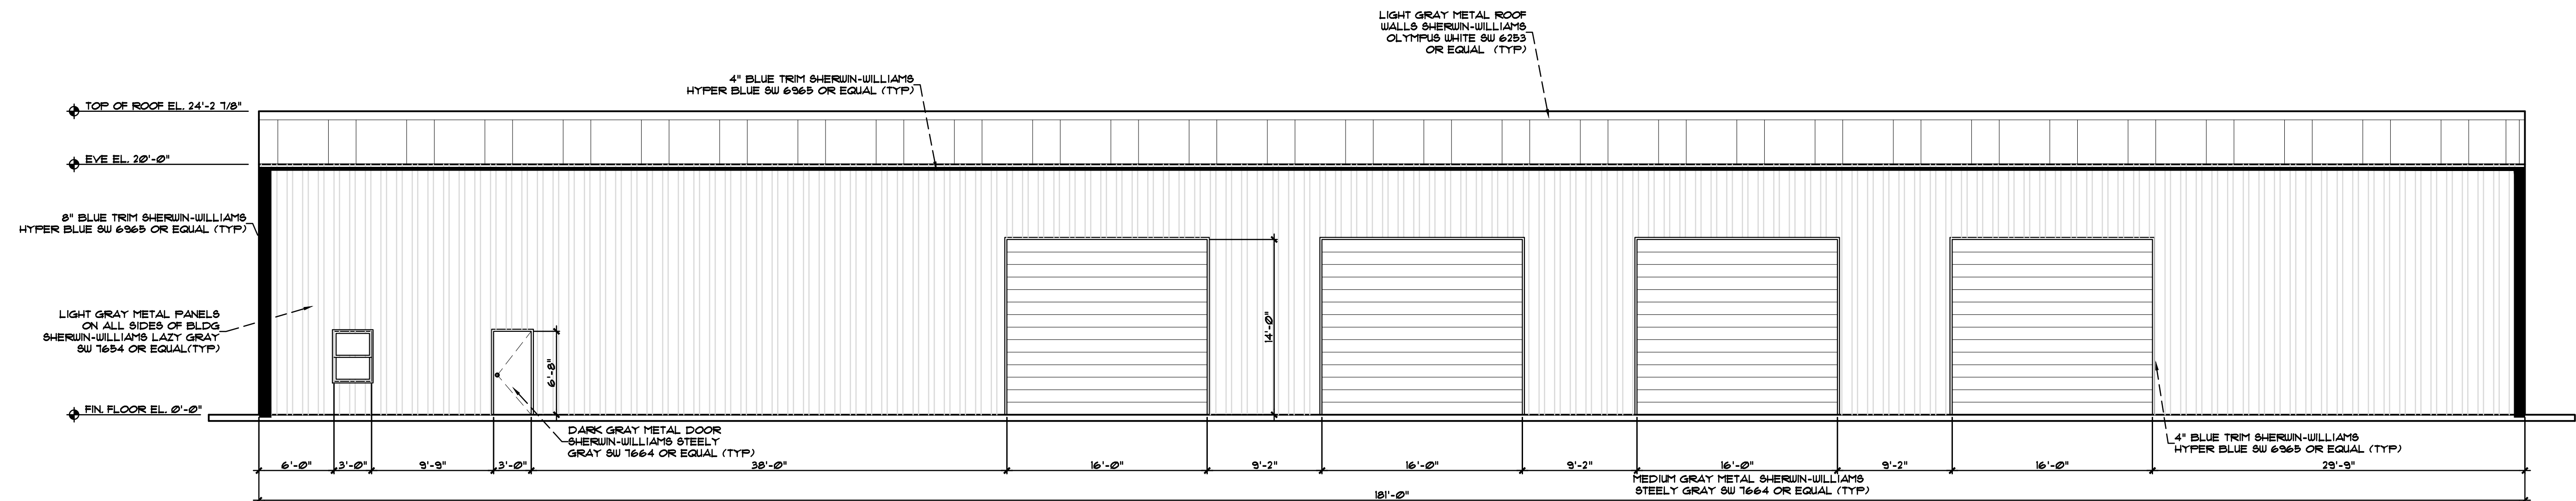 LIGHT GRAY METAL ROOF
WALLS SHERWIN-WILLIAMS
OLYMPUS WHITE SW 6253
OR EQUAL (TYP)
4" BLUE TRIM SHERWIN-WILLIAMS
HYPER BLUE SW 6965 OR EQUAL (TYP)
TOP OF ROOF EL. 24'-2 7/8"
EVE EL. 20'-0"
8" BLUE TRIM SHERWIN-WILLIAMS
HYPER BLUE SW 6965 OR EQUAL (TYP)
LIGHT GRAY METAL PANELS
ON ALL SIDES OF BLDG
SHERWIN-WILLIAMS LAZY GRAY
SW 7654 OR EQUAL(TYP)
14'-0"
6'-8"
FIN. FLOOR EL. 0'-0"
DARK GRAY METAL DOOR
SHERWIN-WILLIAMS STEELY
GRAY SW 7664 OR EQUAL (TYP)
4" BLUE TRIM SHERWIN-WILLIAMS
HYPER BLUE SW 6965 OR EQUAL (TYP)
6'-0" 3'-0" 9'-9" 3'-0" 38'-0" 16'-0" 9'-2" 16'-0" 9'-2" 16'-0" 9'-2" 16'-0" 29'-9"
MEDIUM GRAY METAL SHERWIN-WILLIAMS
STEELY GRAY SW 7664 OR EQUAL (TYP)
181'-0"